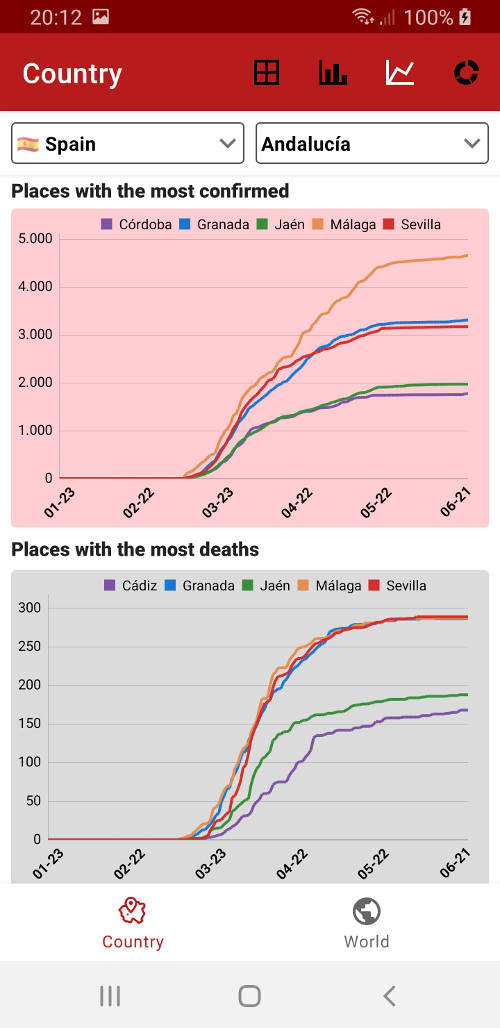 20:12 100%
Country
Spain Andalucía
Places with the most confirmed
Córdoba Granada Jaén Málaga Sevilla
5.000
4.000
3.000
2.000
1.000
0
01-23 02-22 03-23 04-22 05-22 06-21
Places with the most deaths
Cádiz Granada Jaén Málaga Sevilla
300
250
200
150
100
50
0
01-23 02-22 03-23 04-22 05-22 06-21
Country World